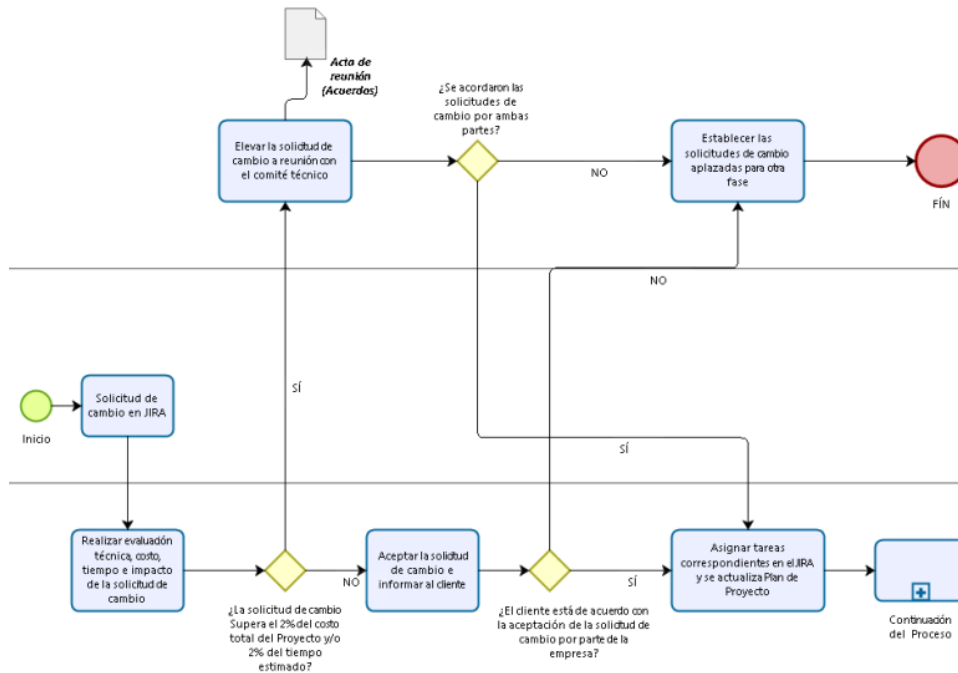 Acta de
reunión
(Acuerdos)
¿Se acordaron las
solicitudes de
cambio por ambas
partes?
Elevar la solicitud de
cambio a reunión con
el comité técnico
NO
Establecer las
solicitudes de cambio
aplazadas para otra
fase
FÍN
NO
SÍ
Inicio
Solicitud de
cambio en JIRA
SÍ
Realizar evaluación
técnica, costo,
tiempo e impacto
de la solicitud de
cambio
NO
¿La solicitud de cambio
Supera el 2% del costo
total del Proyecto y/o
2% del tiempo
estimado?
Aceptar la solicitud de
cambio e informar al
cliente
SÍ
¿El cliente está de acuerdo con
la aceptación de la solicitud de
cambio por parte de la
empresa?
Asignar tareas
correspondientes en el JIRA
y se actualiza Plan de
Proyecto
Continuación
del Proceso